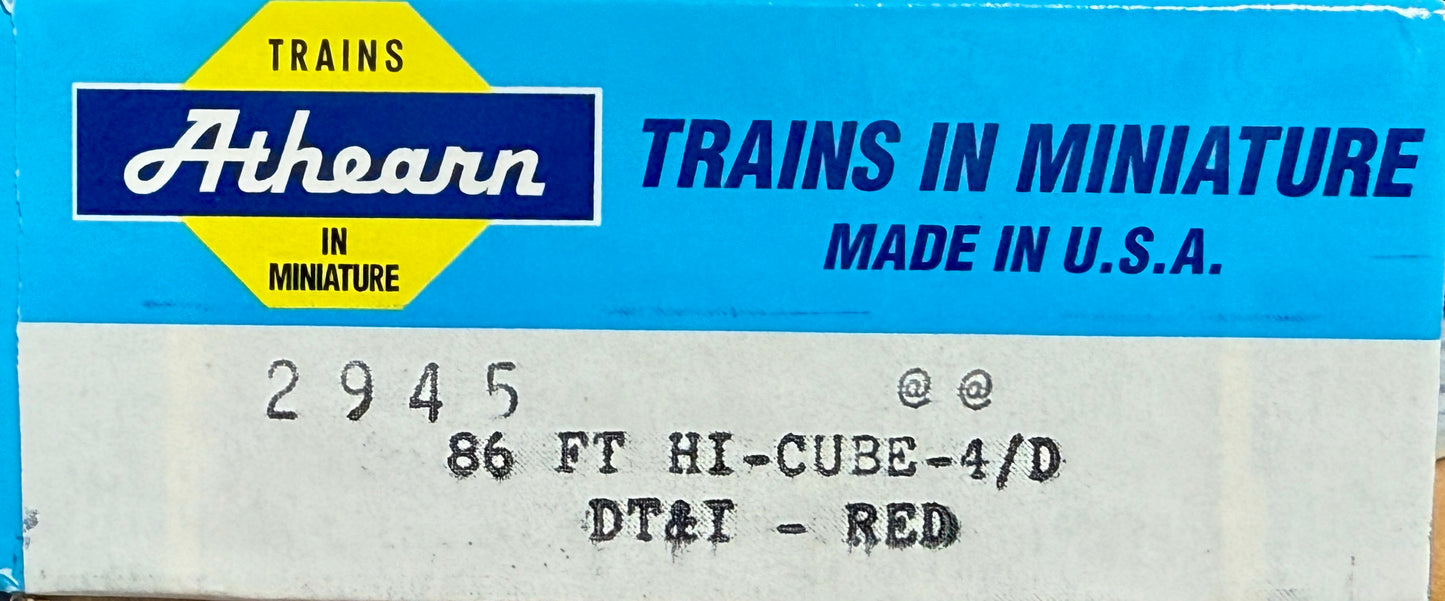 TRAINS
Athearn
IN
MINIATURE
TRAINS IN MINIATURE
MADE IN U.S.A.
2945 @@
86 FT HI-CUBE-4/D
DT&I - RED